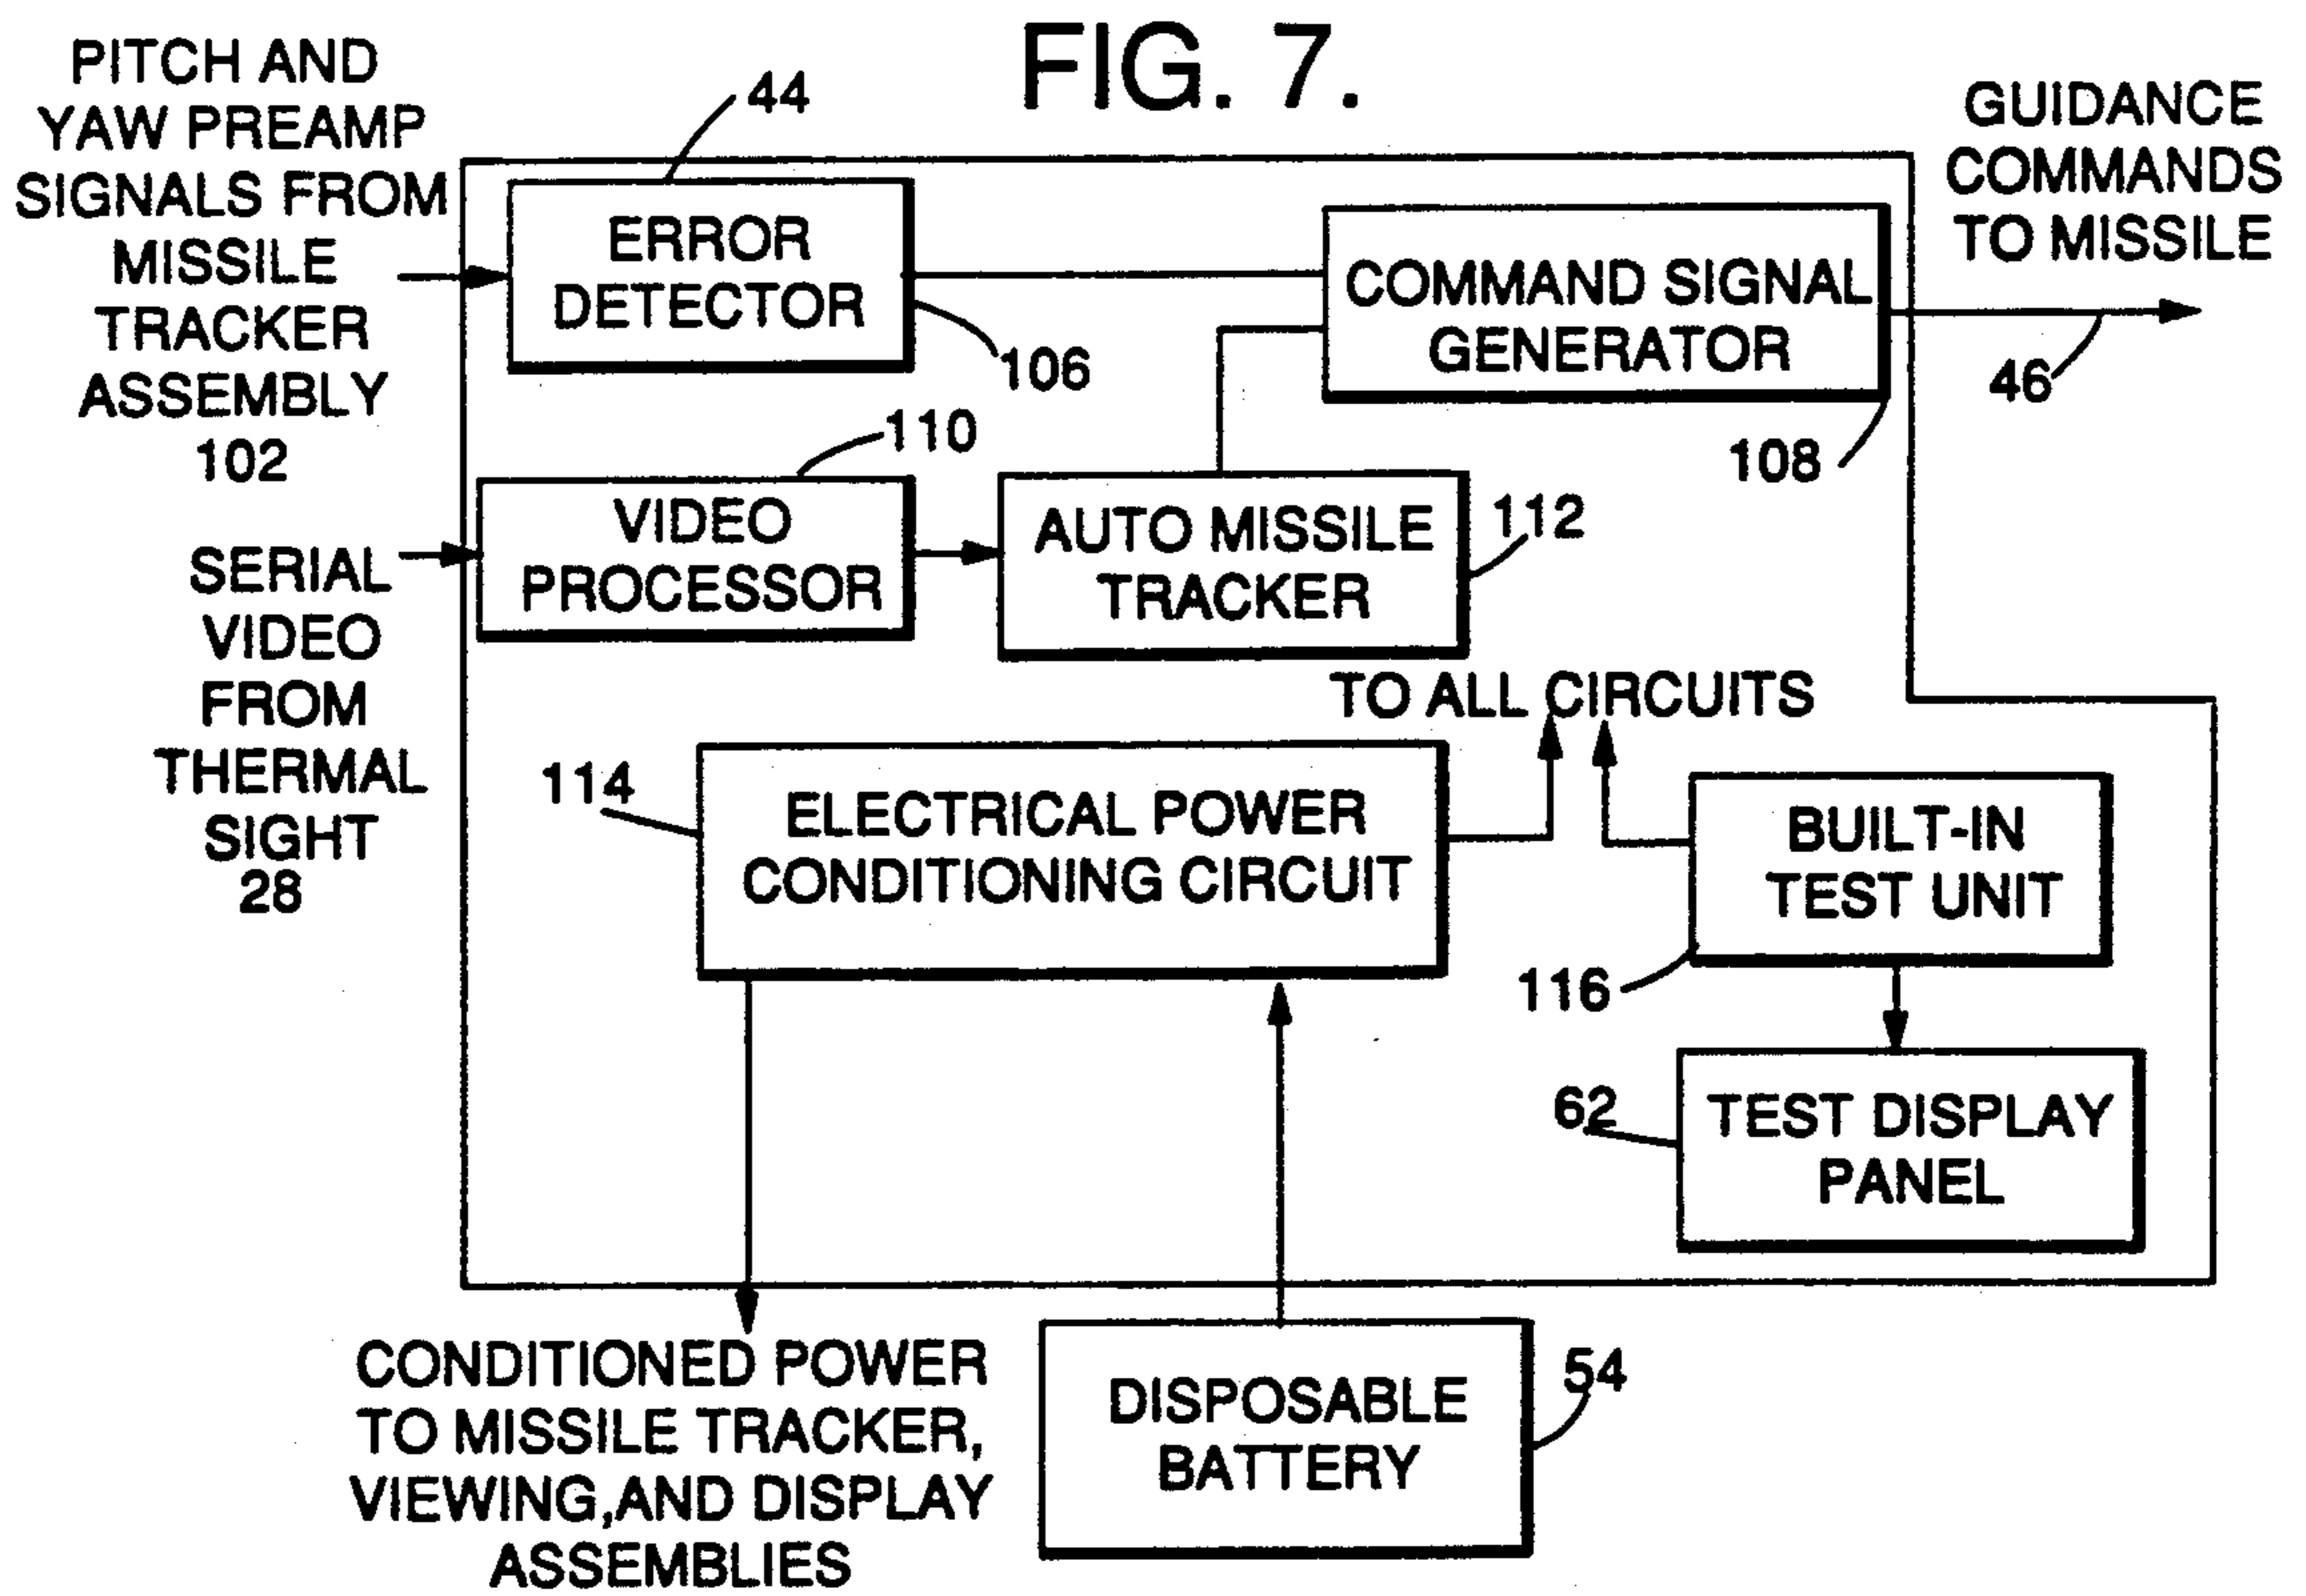 FIG. 7.
PITCH AND
YAW PREAMP
SIGNALS FROM
MISSILE
TRACKER
ASSEMBLY
102
44
ERROR
DETECTOR
106
COMMAND SIGNAL
GENERATOR
108
GUIDANCE
COMMANDS
TO MISSILE
46
SERIAL
VIDEO
FROM
THERMAL
SIGHT
28
110
VIDEO
PROCESSOR
AUTO MISSILE
TRACKER
112
TO ALL CIRCUITS
114
ELECTRICAL POWER
CONDITIONING CIRCUIT
BUILT-IN
TEST UNIT
116
62
TEST DISPLAY
PANEL
CONDITIONED POWER
TO MISSILE TRACKER,
VIEWING,AND DISPLAY
ASSEMBLIES
DISPOSABLE
BATTERY
54